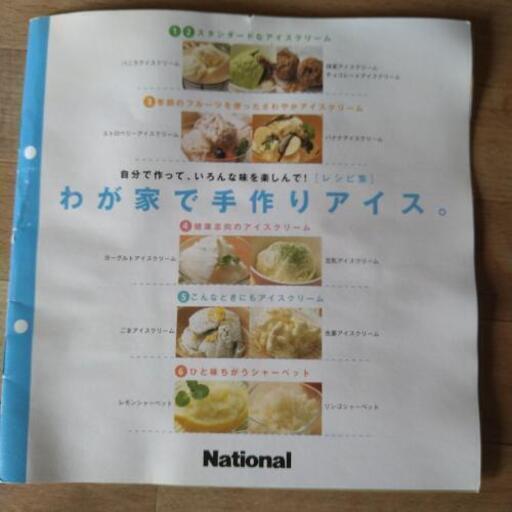 1 2 スタンダードなアイスクリーム
バニラアイスクリーム
抹茶アイスクリーム
チョコレートアイスクリーム
3 季節のフルーツを使ったさわやかアイスクリーム
ストロベリーアイスクリーム
バナナアイスクリーム
自分で作って、いろんな味を楽しんで! [レシピ集]
わが家で手作りアイス。
4 健康志向のアイスクリーム
ヨーグルトアイスクリーム
豆乳アイスクリーム
5 こんなときにもアイスクリーム
ごまアイスクリーム
生姜アイスクリーム
6 ひと味ちがうシャーベット
レモンシャーベット
リンゴシャーベット
National